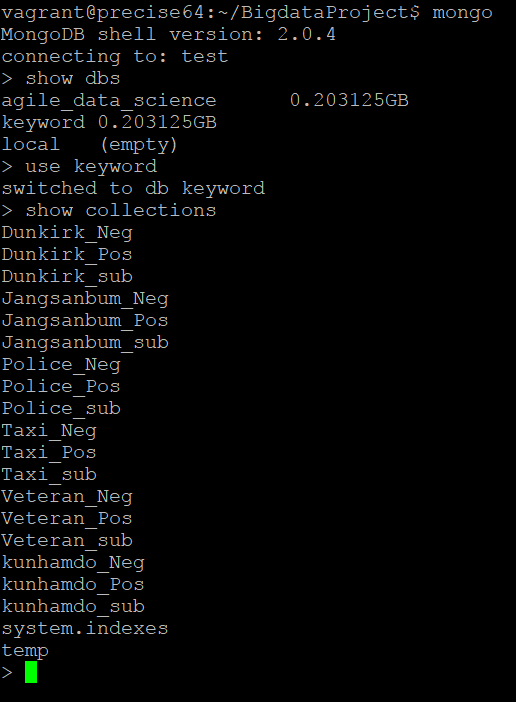 vagrant@precise64:~/BigdataProject$ mongo
MongoDB shell version: 2.0.4
connecting to: test
> show dbs
agile_data_science      0.203125GB
keyword 0.203125GB
local   (empty)
> use keyword
switched to db keyword
> show collections
Dunkirk_Neg
Dunkirk_Pos
Dunkirk_sub
Jangsanbum_Neg
Jangsanbum_Pos
Jangsanbum_sub
Police_Neg
Police_Pos
Police_sub
Taxi_Neg
Taxi_Pos
Taxi_sub
Veteran_Neg
Veteran_Pos
Veteran_sub
kunhamdo_Neg
kunhamdo_Pos
kunhamdo_sub
system.indexes
temp
>